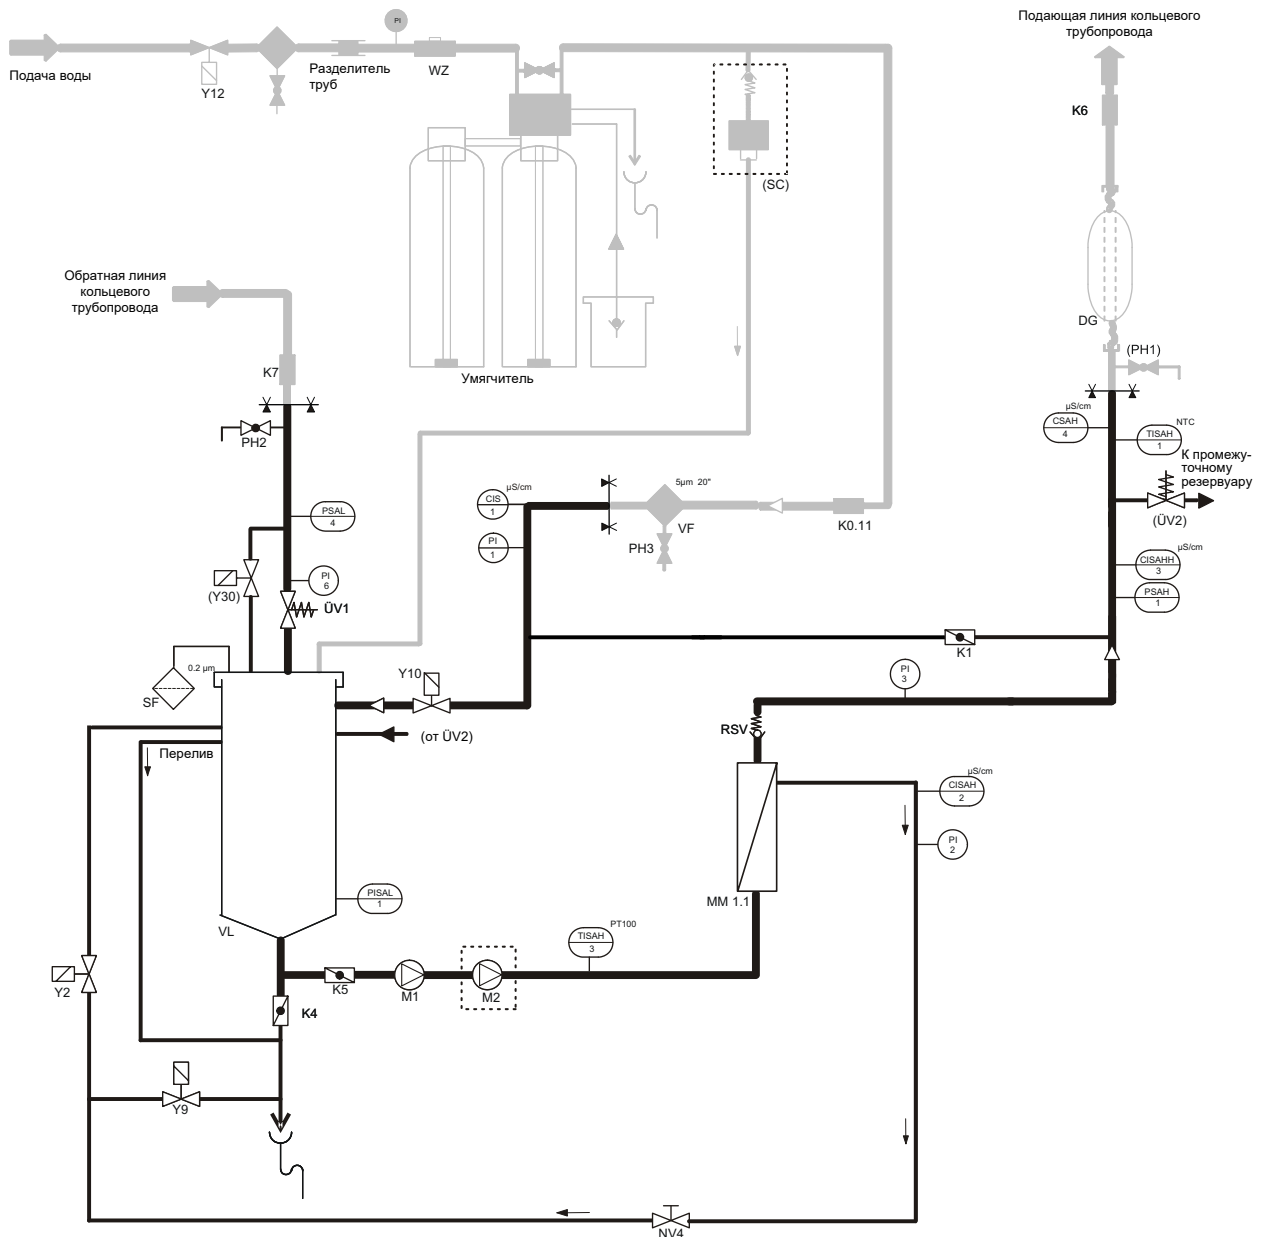 Подающая линия кольцевого
трубопровода
PI
Подача воды
Y12
Разделитель
труб
WZ
K6
(SC)
Обратная линия
кольцевого
трубопровода
K7
Умягчитель
DG
(PH1)
PH2
µS/cm
CSAH
4
NTC
TISAH
1
К промежу-
точному
резервуару
(ÜV2)
µS/cm
CIS
1
5µm 20"
VF
K0.11
PH3
PI
1
PSAL
4
PI
6
(Y30)
ÜV1
µS/cm
CISAHH
3
PSAH
1
K1
0.2 µm
SF
Y10
PI
3
RSV
(от ÜV2)
Перелив
µS/cm
CISAH
2
PI
2
PISAL
1
VL
MM 1.1
PT100
TISAH
3
Y2
K5
M1
M2
K4
Y9
NV4